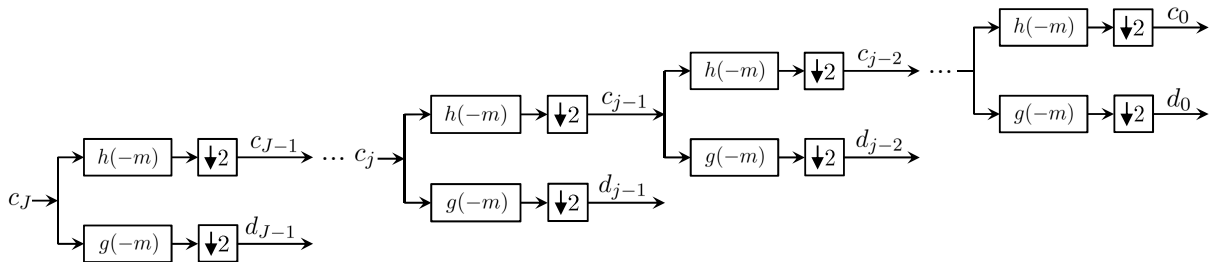 h(−m) ↓2 c_0
h(−m) ↓2 c_{j−2} ···
h(−m) ↓2 c_{j−1}
g(−m) ↓2 d_0
h(−m) ↓2 c_{J−1} ··· c_j
g(−m) ↓2 d_{j−2}
c_J
g(−m) ↓2 d_{j−1}
g(−m) ↓2 d_{J−1}